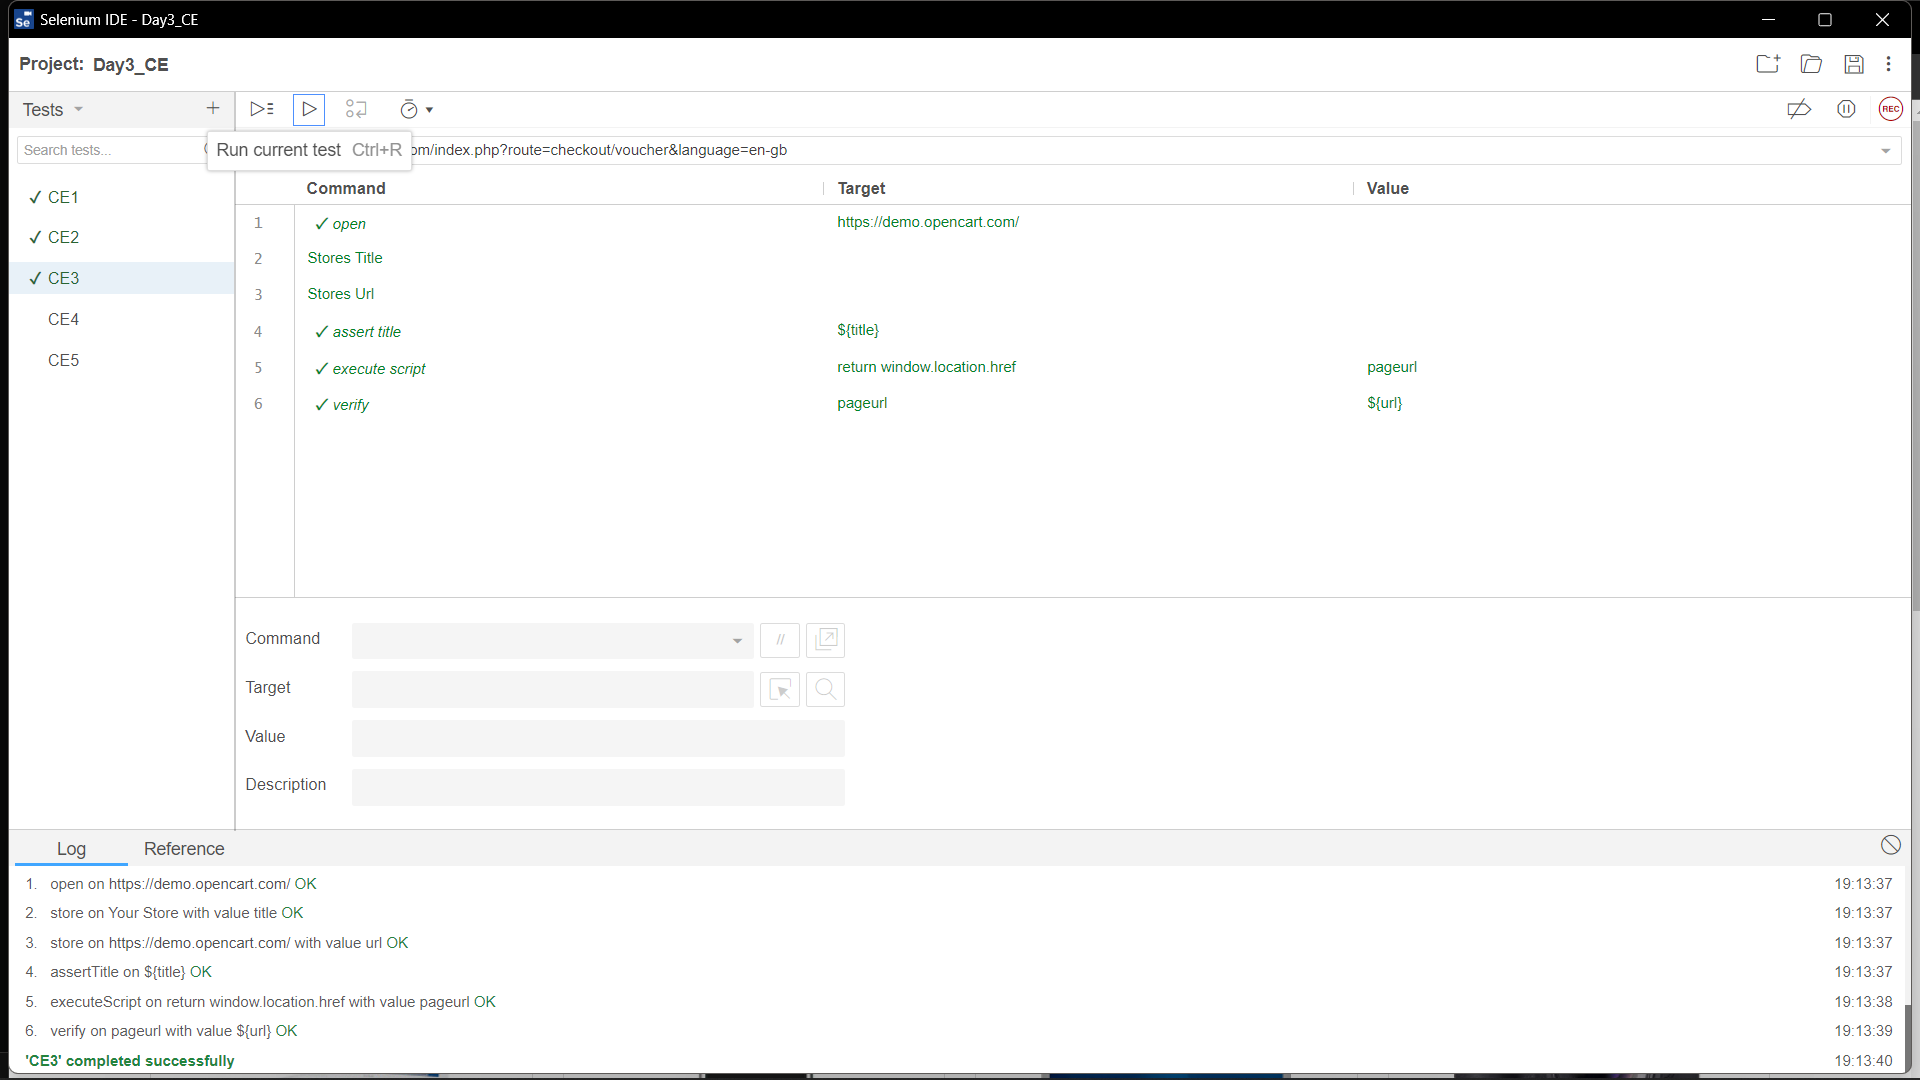 Selenium IDE - Day3_CE
Project: Day3_CE
Tests
Run current test Ctrl+R
Search tests...
om/index.php?route=checkout/voucher&language=en-gb
REC
Command Target Value
✓ CE1
✓ CE2
✓ CE3
CE4
CE5
1 ✓ open https://demo.opencart.com/
2 Stores Title
3 Stores Url
4 ✓ assert title ${title}
5 ✓ execute script return window.location.href pageurl
6 ✓ verify pageurl ${url}
Command //
Target
Value
Description
Log Reference
1. open on https://demo.opencart.com/ OK 19:13:37
2. store on Your Store with value title OK 19:13:37
3. store on https://demo.opencart.com/ with value url OK 19:13:37
4. assertTitle on ${title} OK 19:13:37
5. executeScript on return window.location.href with value pageurl OK 19:13:38
6. verify on pageurl with value ${url} OK 19:13:39
'CE3' completed successfully 19:13:40